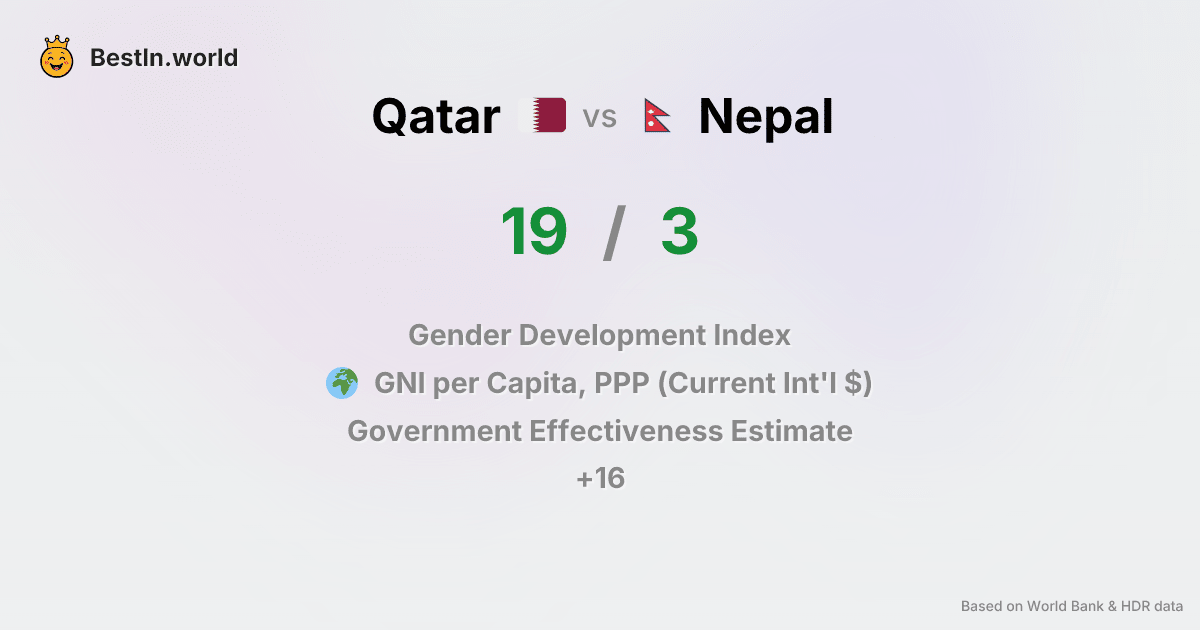 BestIn.world
Qatar vs Nepal
19 / 3
Gender Development Index
GNI per Capita, PPP (Current Int'l $)
Government Effectiveness Estimate
+16
Based on World Bank & HDR data